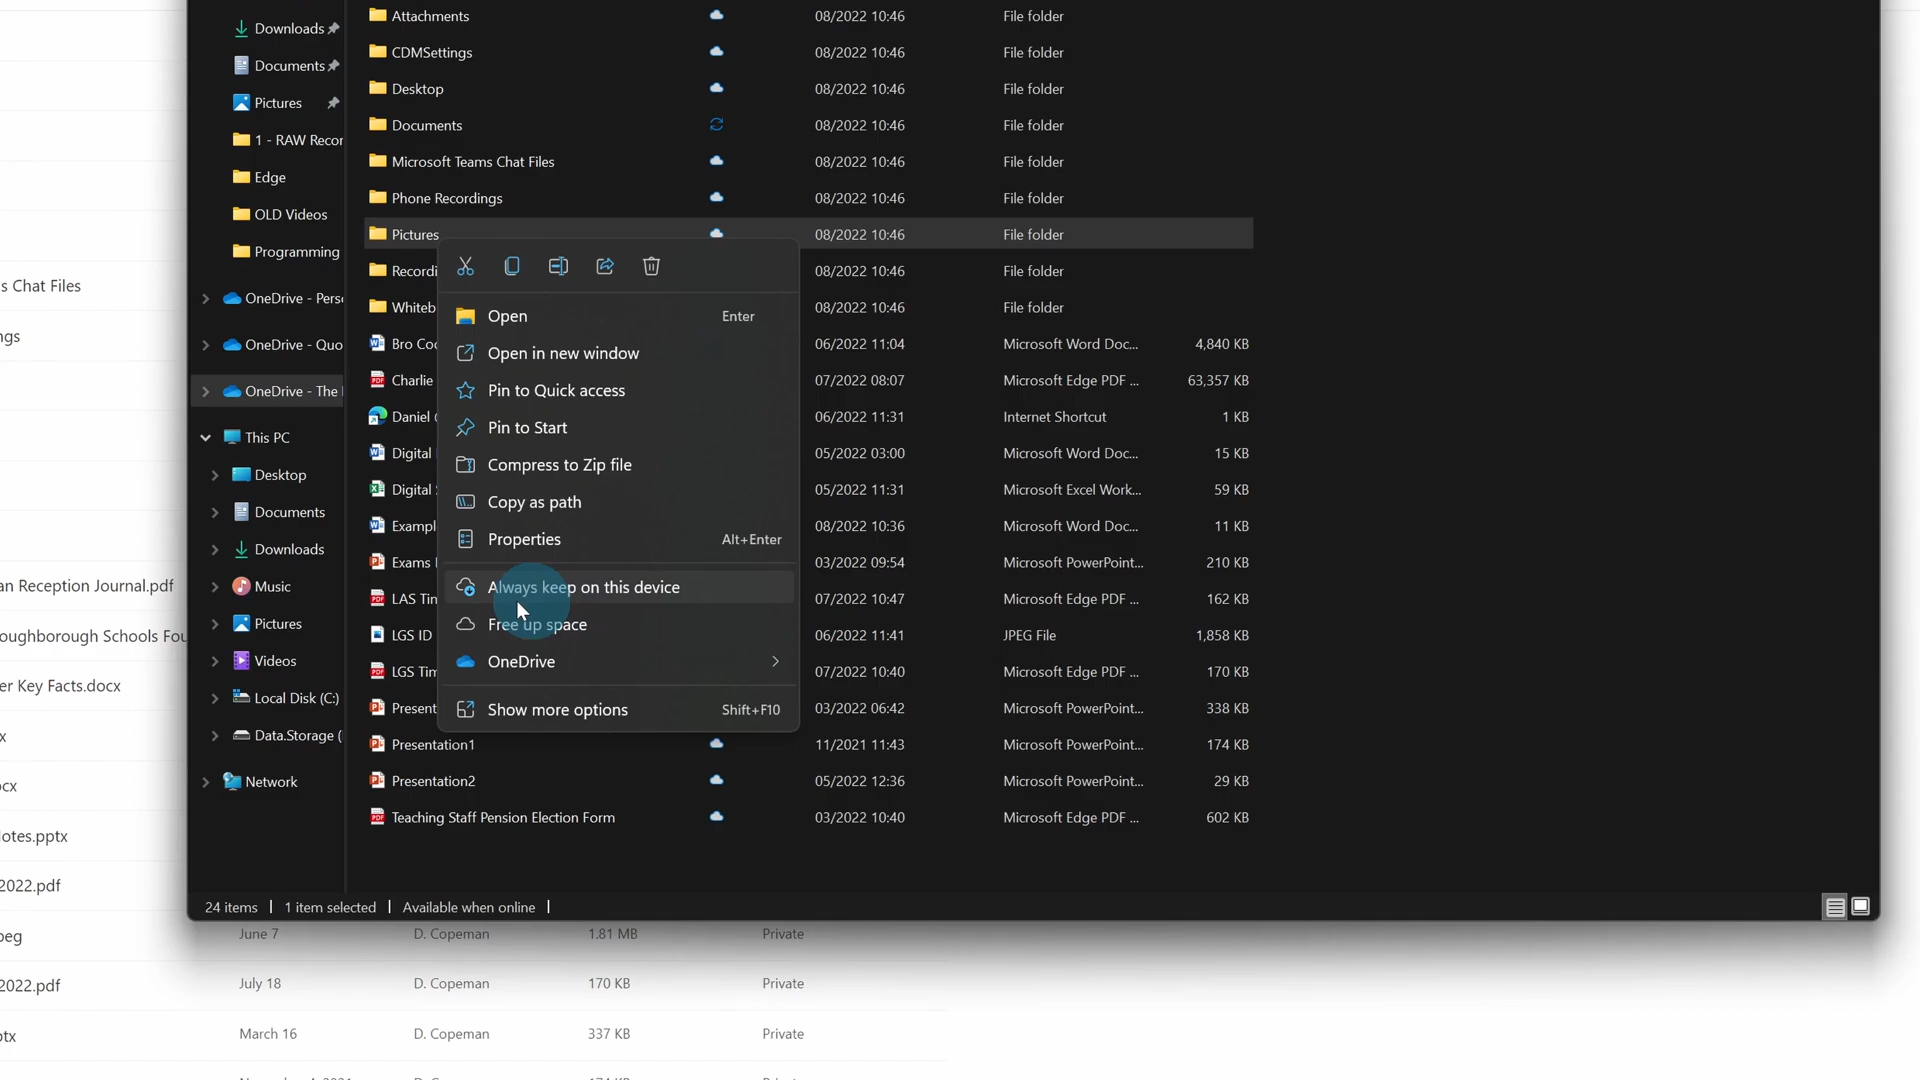 Downloads
Documents
Pictures
1 - RAW Recor
Edge
OLD Videos
Programming
OneDrive - Pers
OneDrive - Quo
OneDrive - The
This PC
Desktop
Documents
Downloads
Music
Pictures
Videos
Local Disk (C:)
Data.Storage (
Network
Attachments 08/2022 10:46 File folder
CDMSettings 08/2022 10:46 File folder
Desktop 08/2022 10:46 File folder
Documents 08/2022 10:46 File folder
Microsoft Teams Chat Files 08/2022 10:46 File folder
Phone Recordings 08/2022 10:46 File folder
Pictures 08/2022 10:46 File folder
Recordi 08/2022 10:46 File folder
Whiteb 08/2022 10:46 File folder
Bro Coc 06/2022 11:04 Microsoft Word Doc... 4,840 KB
Charlie 07/2022 08:07 Microsoft Edge PDF ... 63,357 KB
Daniel 06/2022 11:31 Internet Shortcut 1 KB
Digital 05/2022 03:00 Microsoft Word Doc... 15 KB
Digital 05/2022 11:31 Microsoft Excel Work... 59 KB
Exampl 08/2022 10:36 Microsoft Word Doc... 11 KB
Exams 03/2022 09:54 Microsoft PowerPoint... 210 KB
LAS Tin 07/2022 10:47 Microsoft Edge PDF ... 162 KB
LGS ID 06/2022 11:41 JPEG File 1,858 KB
LGS Tim 07/2022 10:40 Microsoft Edge PDF ... 170 KB
Present 03/2022 06:42 Microsoft PowerPoint... 338 KB
Presentation1 11/2021 11:43 Microsoft PowerPoint... 174 KB
Presentation2 05/2022 12:36 Microsoft PowerPoint... 29 KB
Teaching Staff Pension Election Form 03/2022 10:40 Microsoft Edge PDF ... 602 KB
Open Enter
Open in new window
Pin to Quick access
Pin to Start
Compress to Zip file
Copy as path
Properties Alt+Enter
Always keep on this device
Free up space
OneDrive
Show more options Shift+F10
24 items 1 item selected Available when online
s Chat Files
ngs
an Reception Journal.pdf
oughborough Schools Fou
er Key Facts.docx
x
ocx
lotes.pptx
2022.pdf
peg June 7 D. Copeman 1.81 MB Private
2022.pdf July 18 D. Copeman 170 KB Private
ptx March 16 D. Copeman 337 KB Private